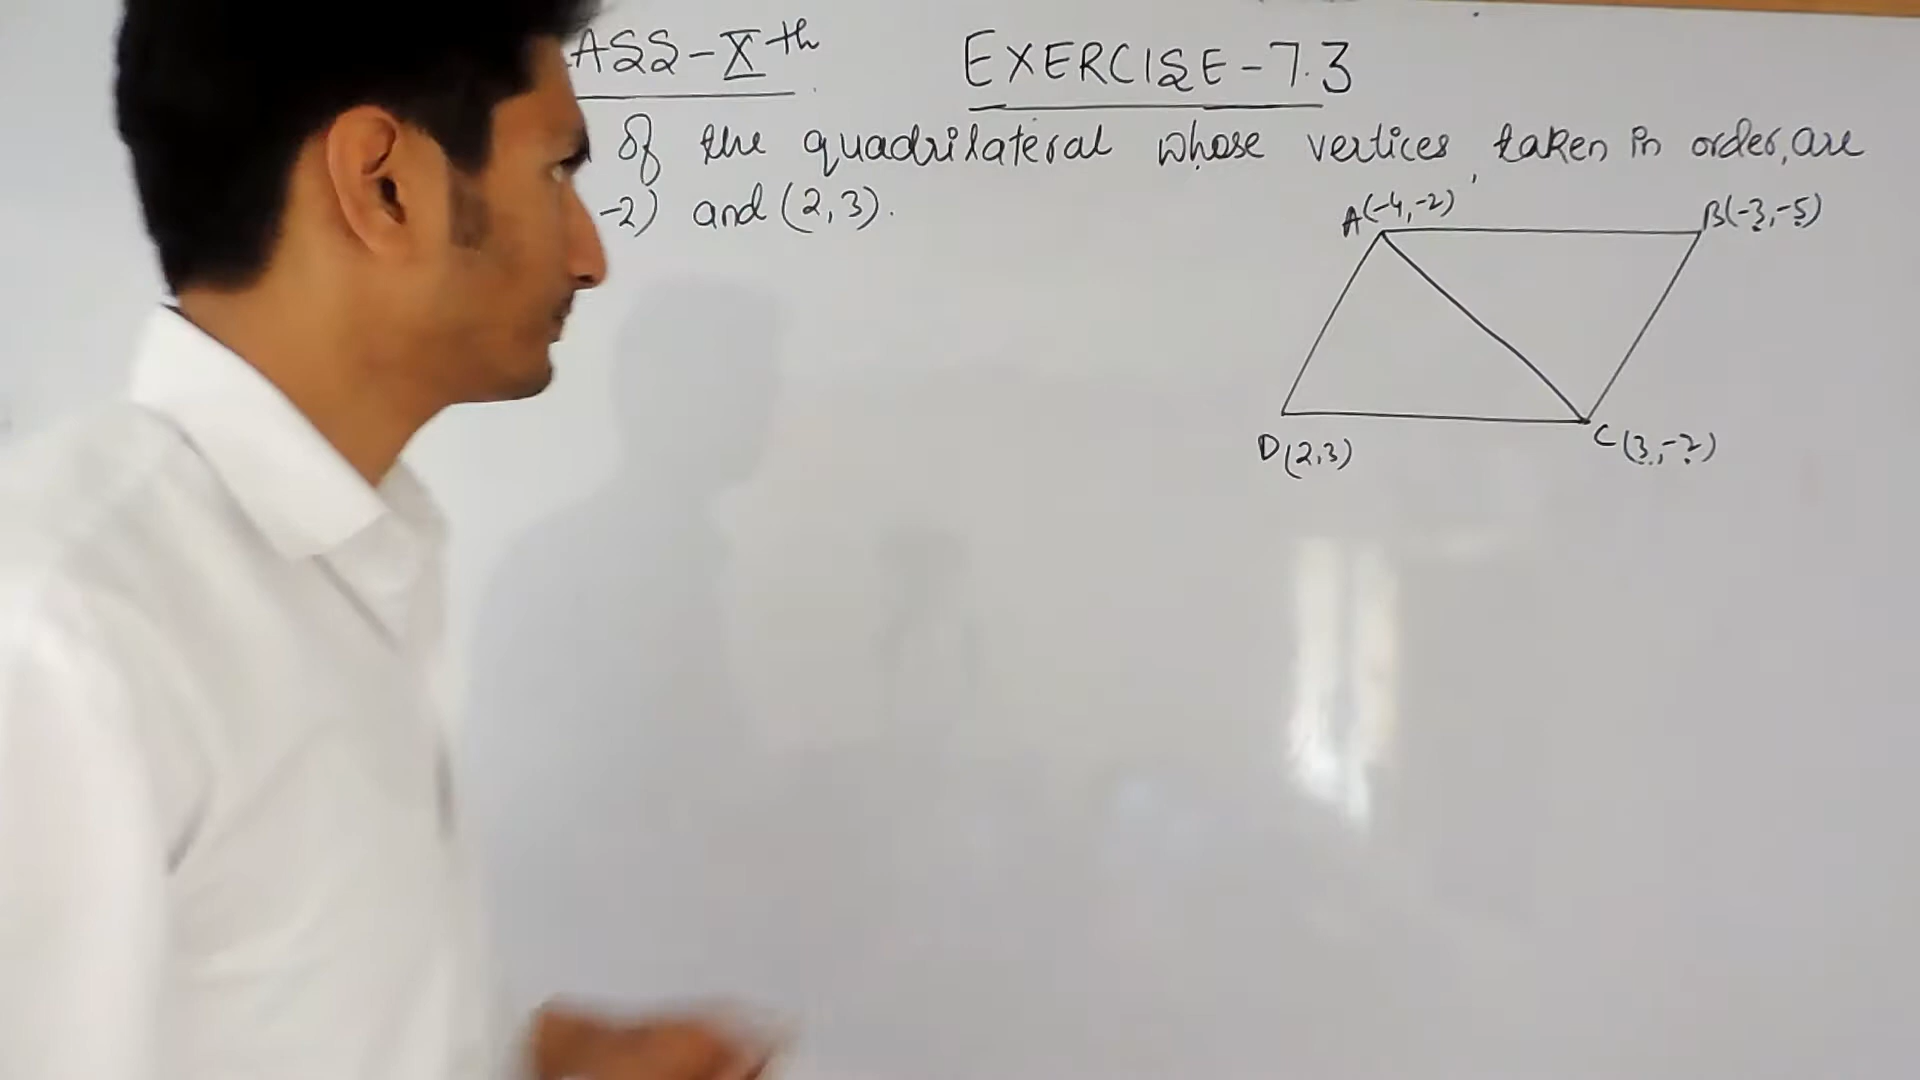 ASS-Xth EXERCISE-7.3
of the quadrilateral whose vertices, taken in order, are
-2) and (2,3).
A(-4,-2) B(-3,-5)
D(2,3) C(3,-2)